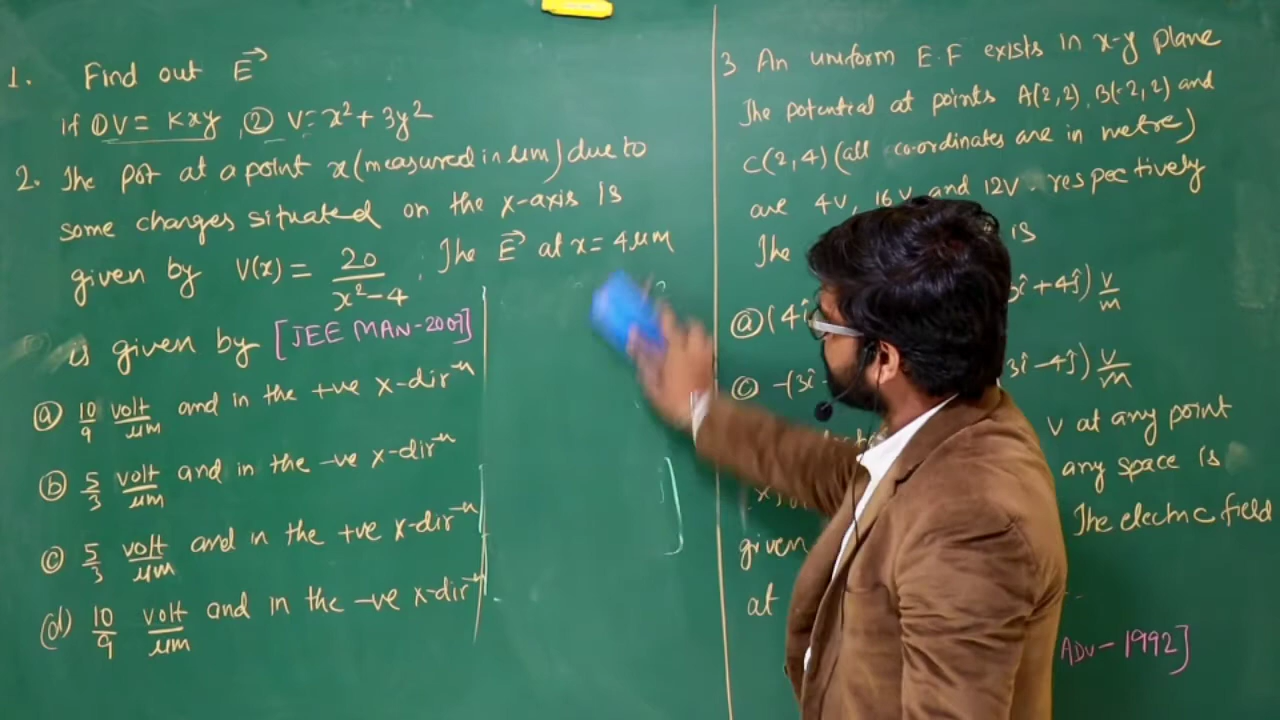 1. Find out E→
if ① V = Kxy, ② V = x² + 3y²
2. The pot at a point x (measured in μm) due to
some charges situated on the x-axis is
given by V(x) = 20/(x² - 4). The E→ at x = 4 μm
is given by [JEE MAN-2007]
ⓐ 10/9 volt/μm and in the +ve x-dirⁿ
ⓑ 5/3 volt/μm and in the -ve x-dirⁿ
ⓒ 5/3 volt/μm and in the +ve x-dirⁿ
(d) 10/9 volt/μm and in the -ve x-dirⁿ
3 An uniform E.F exists in x-y plane
The potential at points A(2,2), B(-2,2) and
C(2,4) (all co-ordinates are in metre)
are 4V, 16V and 12V. respectively
The is
ⓐ (4î 3î + 4ĵ) V/m
ⓒ -(3î 3î - 4ĵ) V/m
V at any point
any space is
given The electric field
at
ADV - 1992]